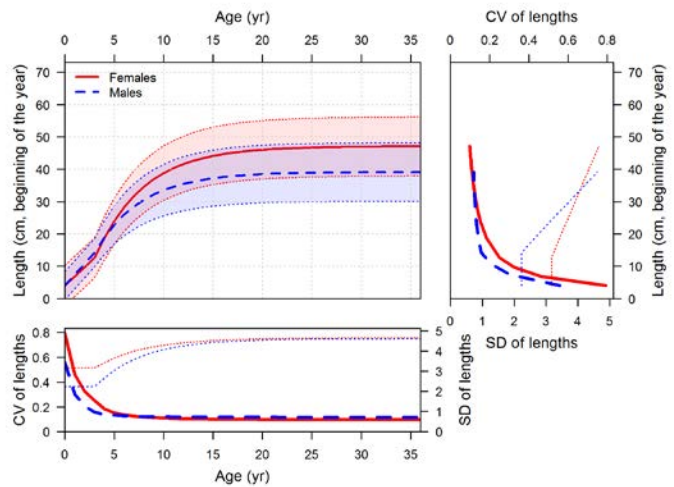 Age (yr)
0 5 10 15 20 25 30 35
CV of lengths
0.2 0.4 0.6 0.8
Length (cm, beginning of the year)
70
60
50
40
30
20
10
0
Females
Males
70
60
50
40
30
20
10
0
Length (cm, beginning of the year)
0 1 2 3 4 5
SD of lengths
CV of lengths
0.8
0.6
0.4
0.2
0
5
4
3
2
1
0
SD of lengths
0 5 10 15 20 25 30 35
Age (yr)